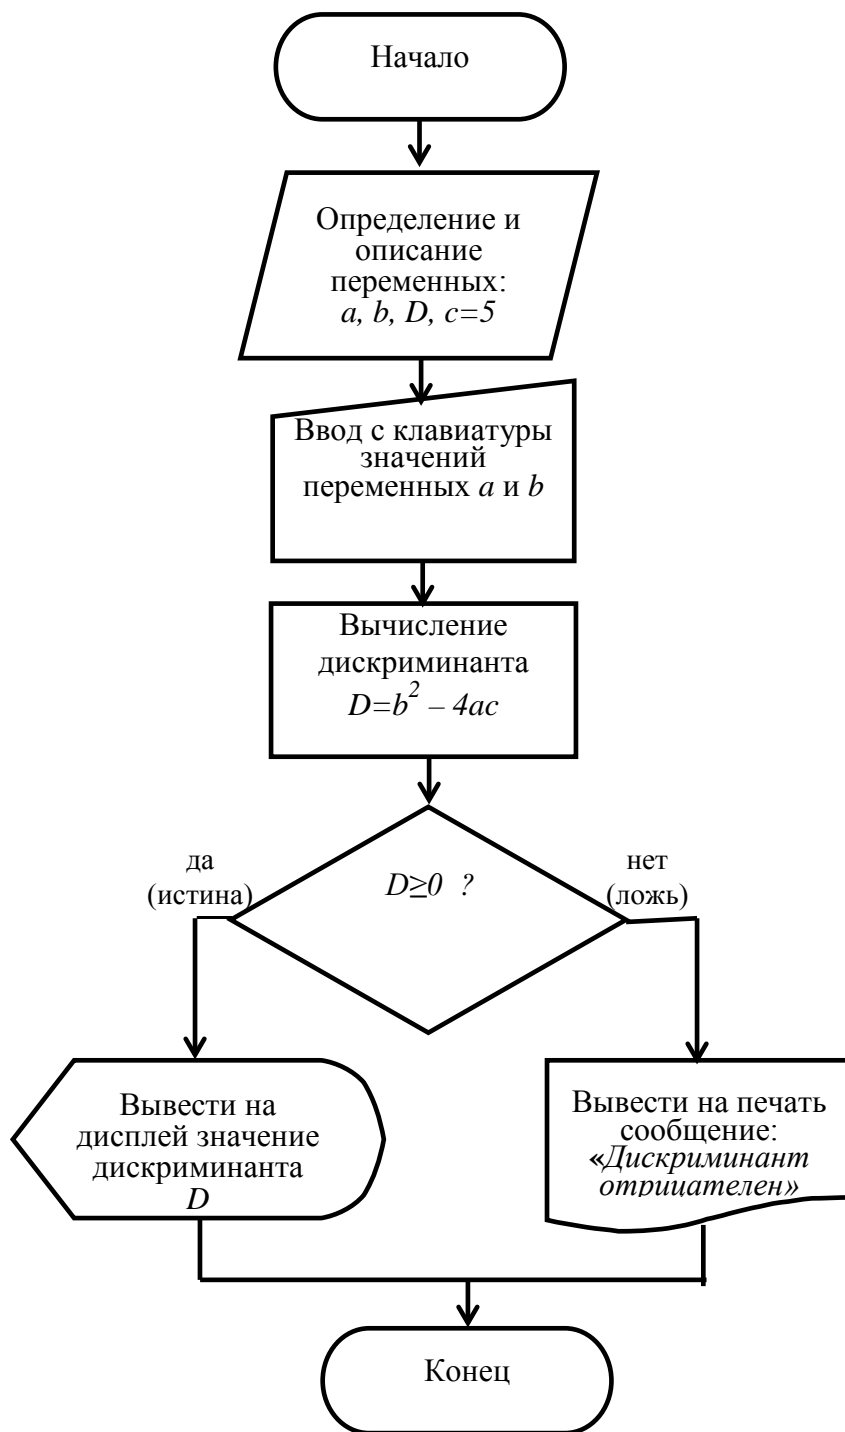 Начало
Определение и
описание
переменных:
a, b, D, c=5
Ввод с клавиатуры
значений
переменных a и b
Вычисление
дискриминанта
D=b² – 4ac
да
(истина)
D≥0 ?
нет
(ложь)
Вывести на
дисплей значение
дискриминанта
D
Вывести на печать
сообщение:
«Дискриминант
отрицателен»
Конец